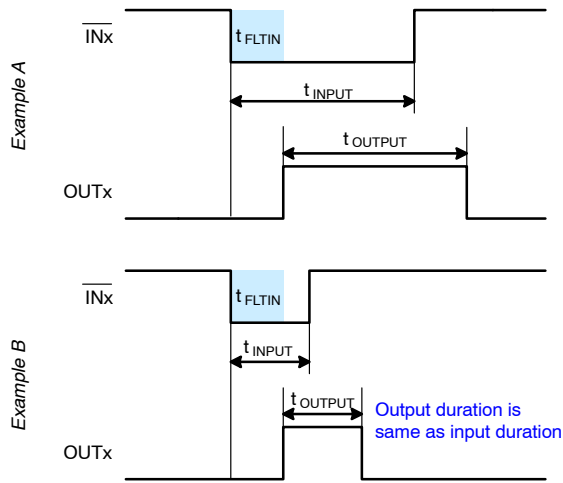 Example A
INx
t FLTIN
t INPUT
t OUTPUT
OUTx
Example B
INx
t FLTIN
t INPUT
t OUTPUT
Output duration is
same as input duration
OUTx